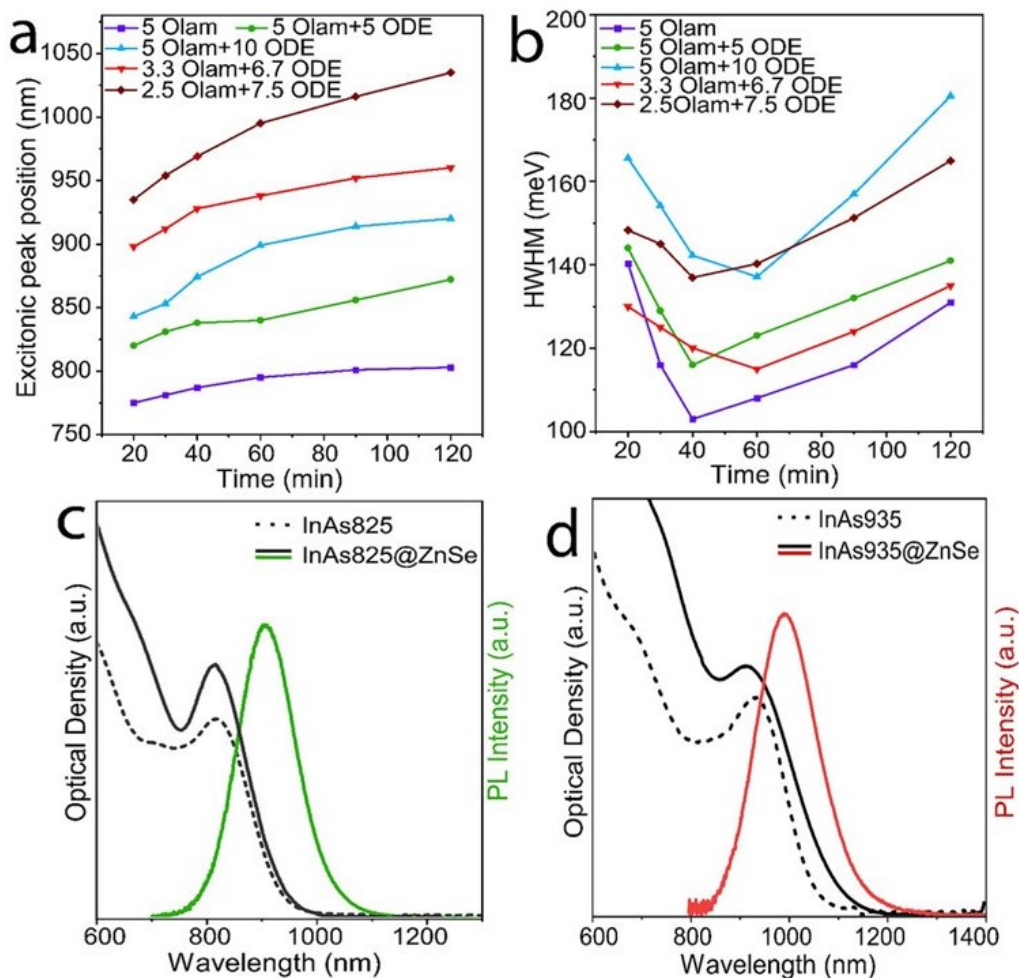 a
5 Olam 5 Olam+5 ODE
5 Olam+10 ODE
3.3 Olam+6.7 ODE
2.5 Olam+7.5 ODE
Excitonic peak position (nm)
1050
1000
950
900
850
800
750
20 40 60 80 100 120
Time (min)
b
5 Olam
5 Olam+5 ODE
5 Olam+10 ODE
3.3 Olam+6.7 ODE
2.5Olam+7.5 ODE
HWHM (meV)
200
180
160
140
120
100
20 40 60 80 100 120
Time (min)
c
InAs825
InAs825@ZnSe
Optical Density (a.u.)
PL Intensity (a.u.)
600 800 1000 1200
Wavelength (nm)
d
InAs935
InAs935@ZnSe
Optical Density (a.u.)
PL Intensity (a.u.)
600 800 1000 1200 1400
Wavelength (nm)